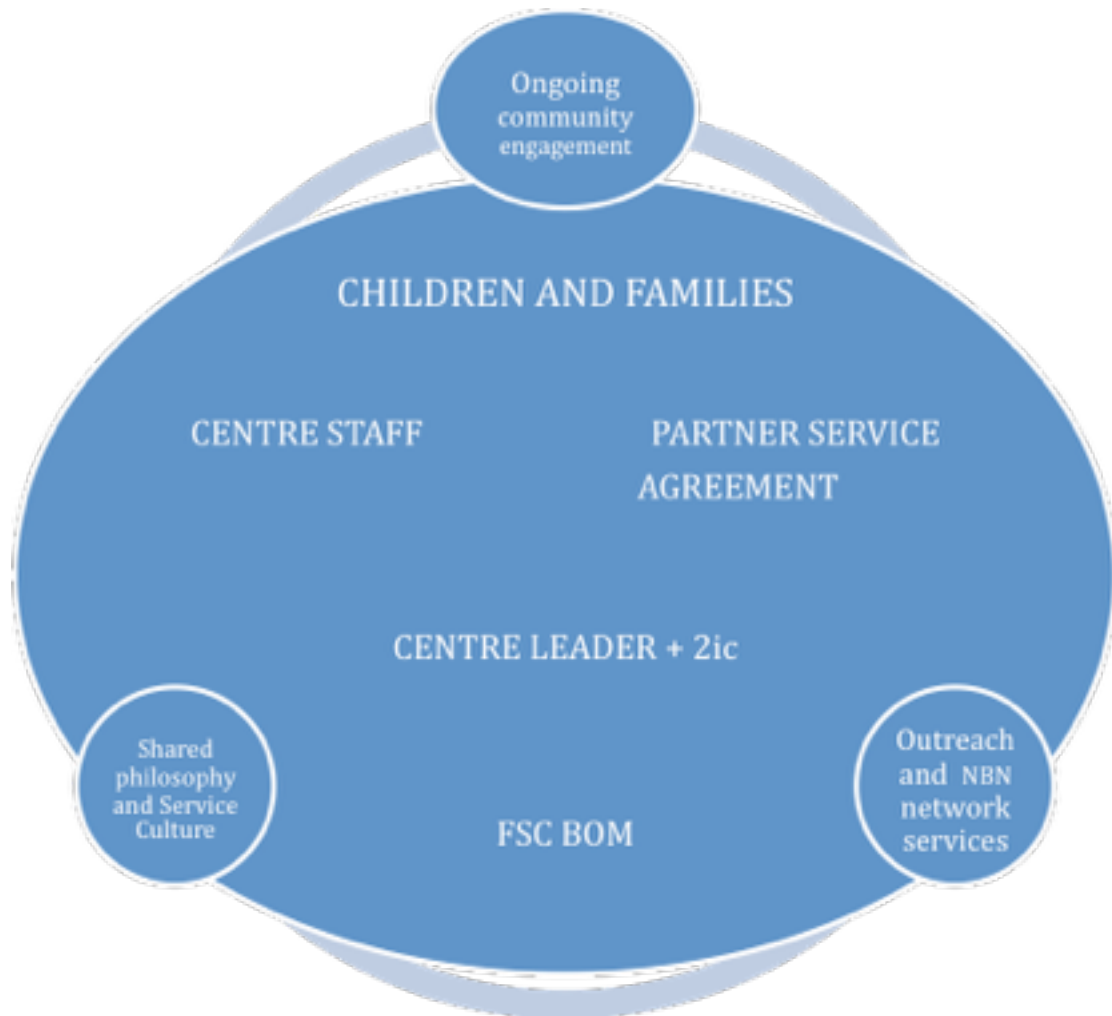 Ongoing
community
engagement
CHILDREN AND FAMILIES
CENTRE STAFF
PARTNER SERVICE
AGREEMENT
CENTRE LEADER + 2ic
Shared
philosophy
and Service
Culture
Outreach
and NBN
network
services
FSC BOM